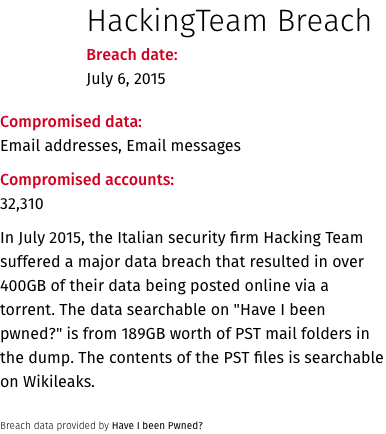 HackingTeam Breach
Breach date:
July 6, 2015
Compromised data:
Email addresses, Email messages
Compromised accounts:
32,310
In July 2015, the Italian security firm Hacking Team
suffered a major data breach that resulted in over
400GB of their data being posted online via a
torrent. The data searchable on "Have I been
pwned?" is from 189GB worth of PST mail folders in
the dump. The contents of the PST files is searchable
on Wikileaks.
Breach data provided by Have I been Pwned?